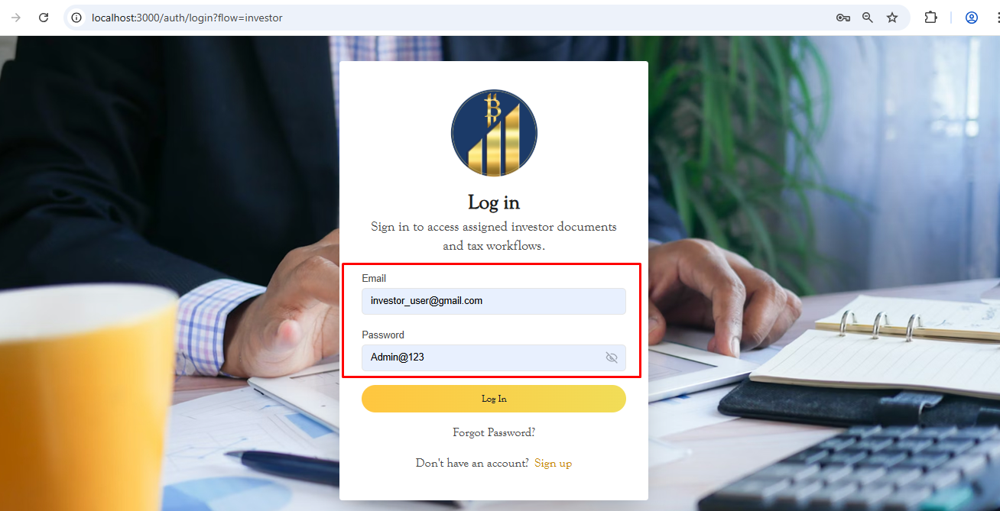 localhost:3000/auth/login?flow=investor
Log in
Sign in to access assigned investor documents
and tax workflows.
Email
investor_user@gmail.com
Password
Admin@123
Log In
Forgot Password?
Don't have an account? Sign up